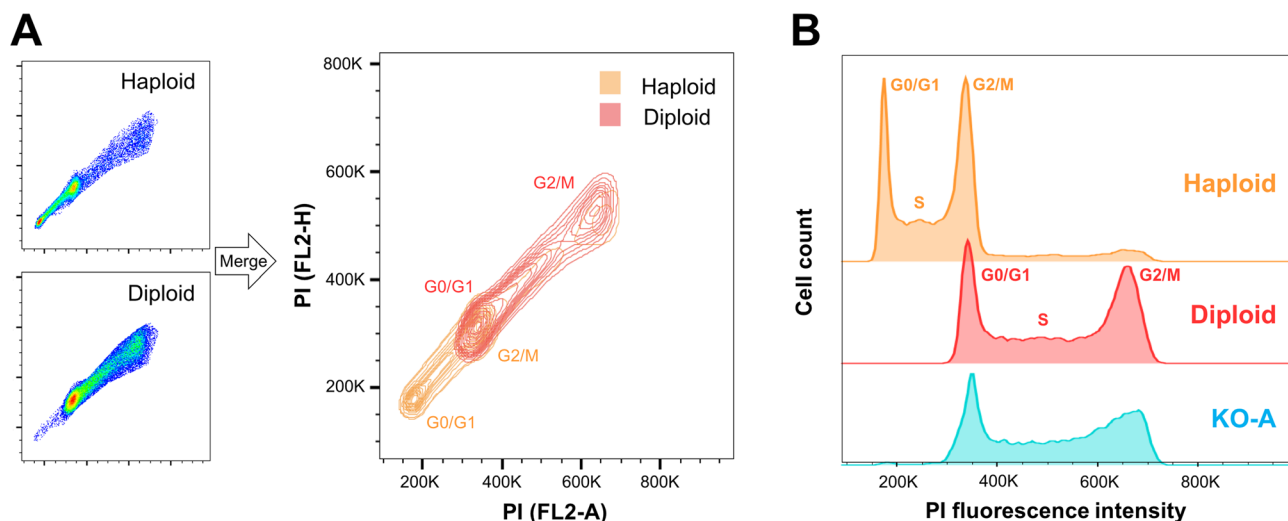 A
Haploid
Merge
Diploid
800K
600K
400K
200K
PI (FL2-H)
Haploid
Diploid
G2/M
G0/G1
G2/M
G0/G1
200K
400K
600K
800K
PI (FL2-A)
B
Cell count
G0/G1
G2/M
S
Haploid
G0/G1
G2/M
S
Diploid
KO-A
200K
400K
600K
800K
PI fluorescence intensity